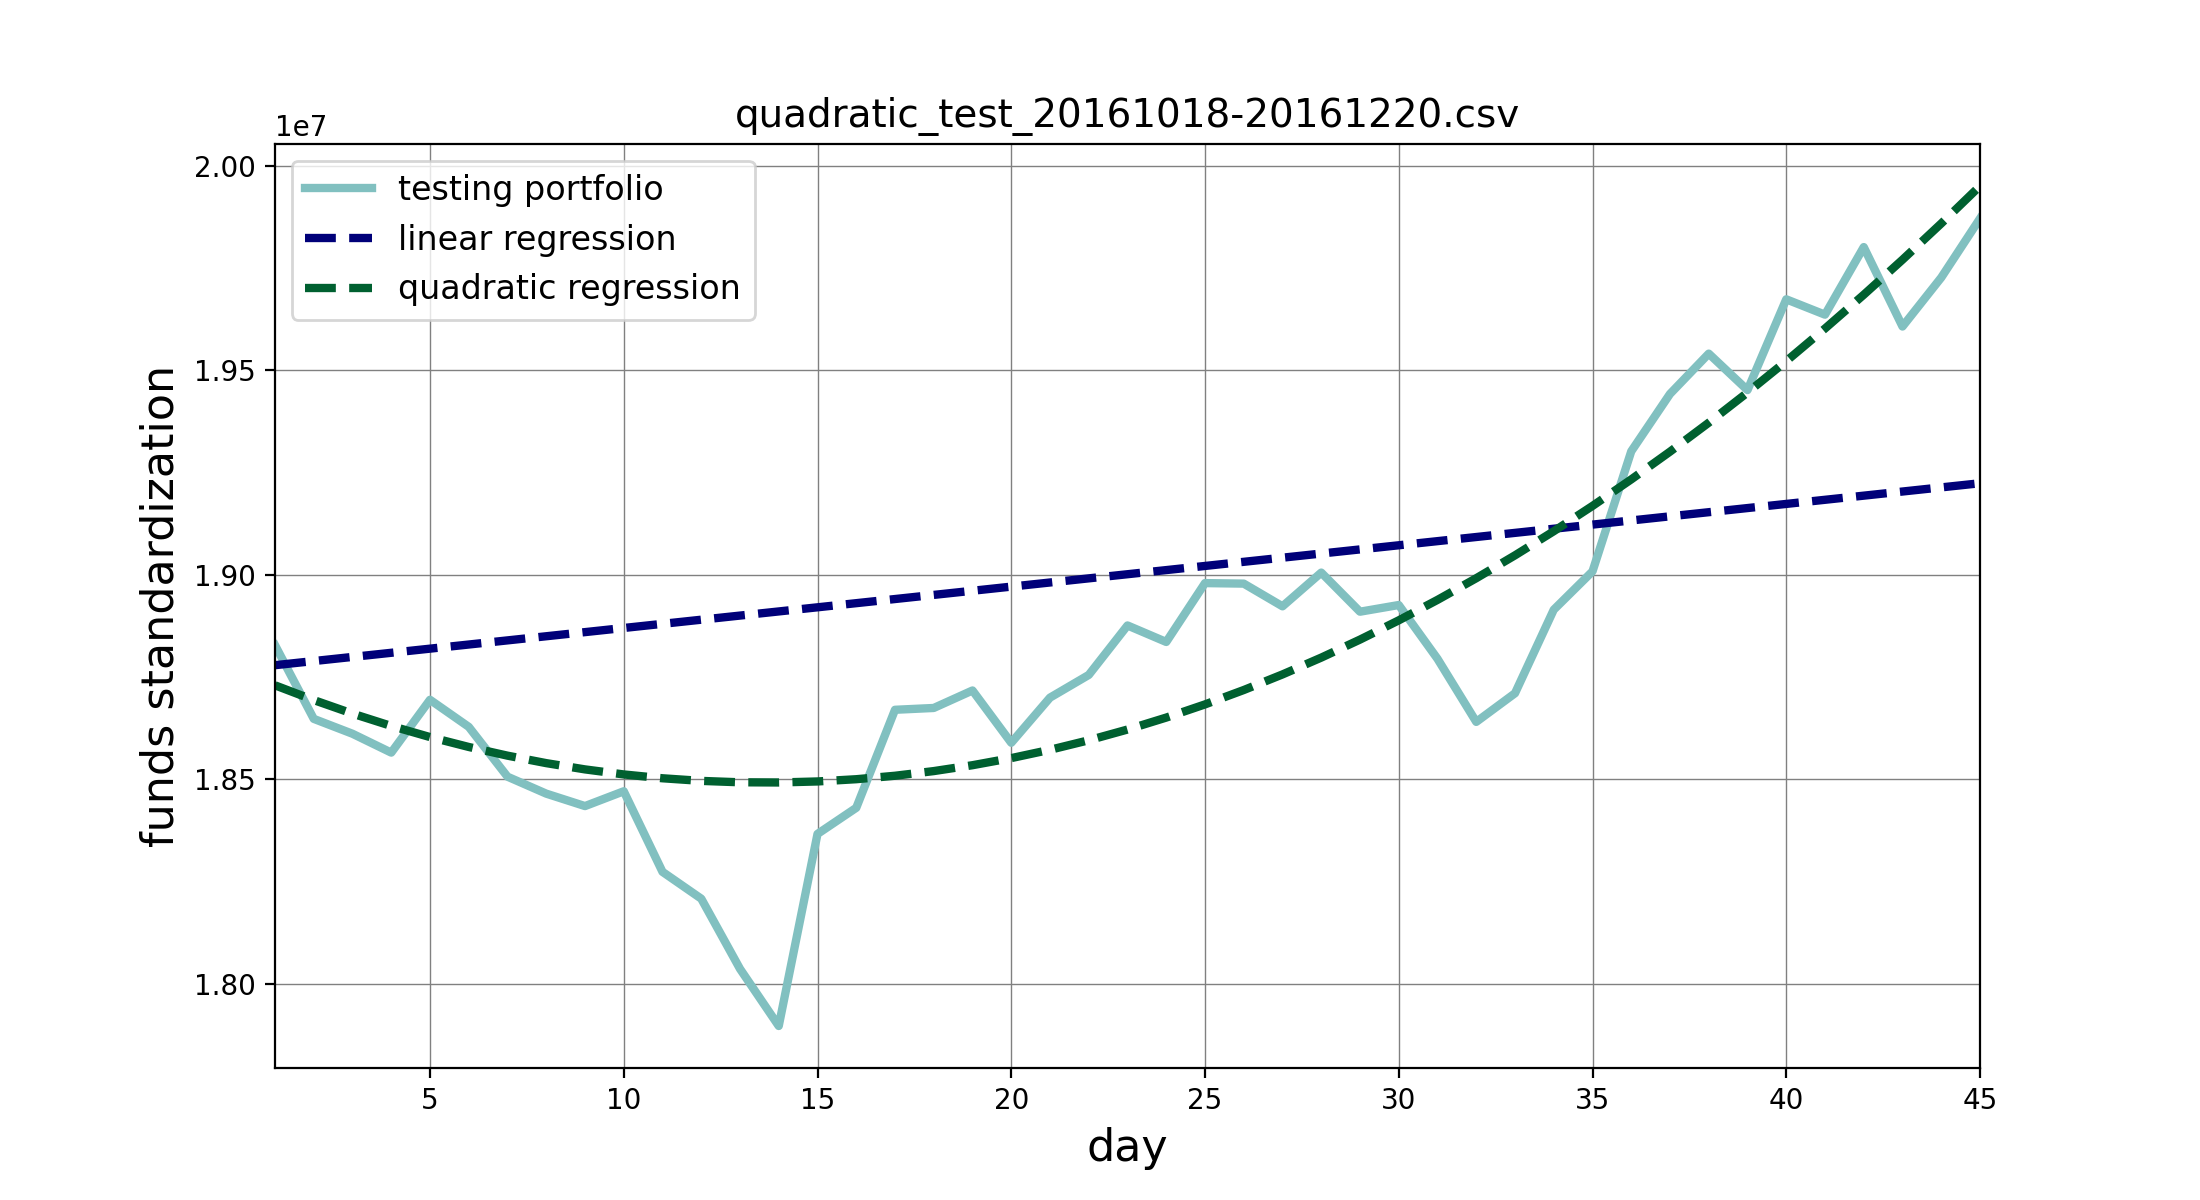 quadratic_test_20161018-20161220.csv
1e7
2.00
1.95
1.90
1.85
1.80
funds standardization
testing portfolio
linear regression
quadratic regression
5 10 15 20 25 30 35 40 45
day